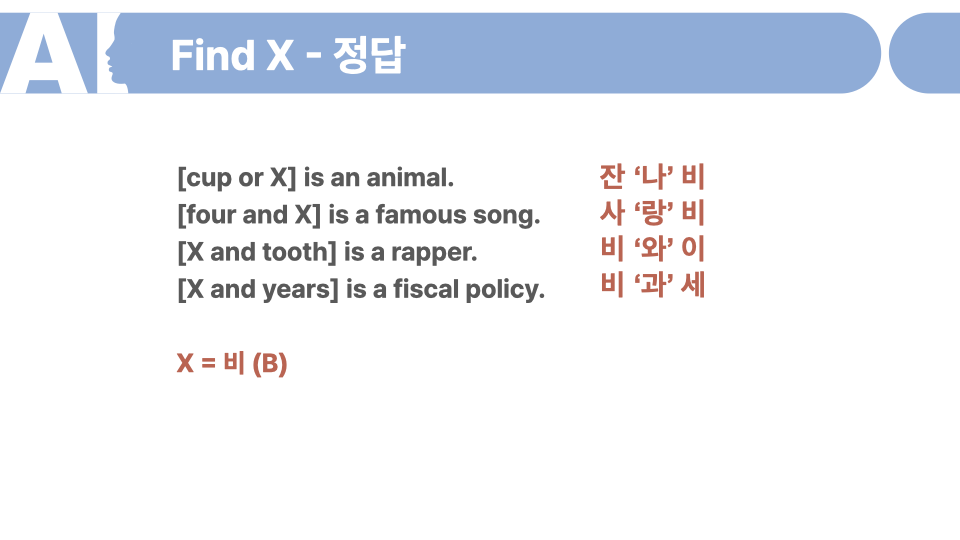 AI
Find X - 정답
[cup or X] is an animal.
잔 ‘나’ 비
[four and X] is a famous song.
사 ‘랑’ 비
[X and tooth] is a rapper.
비 ‘와’ 이
[X and years] is a fiscal policy.
비 ‘과’ 세
X = 비 (B)